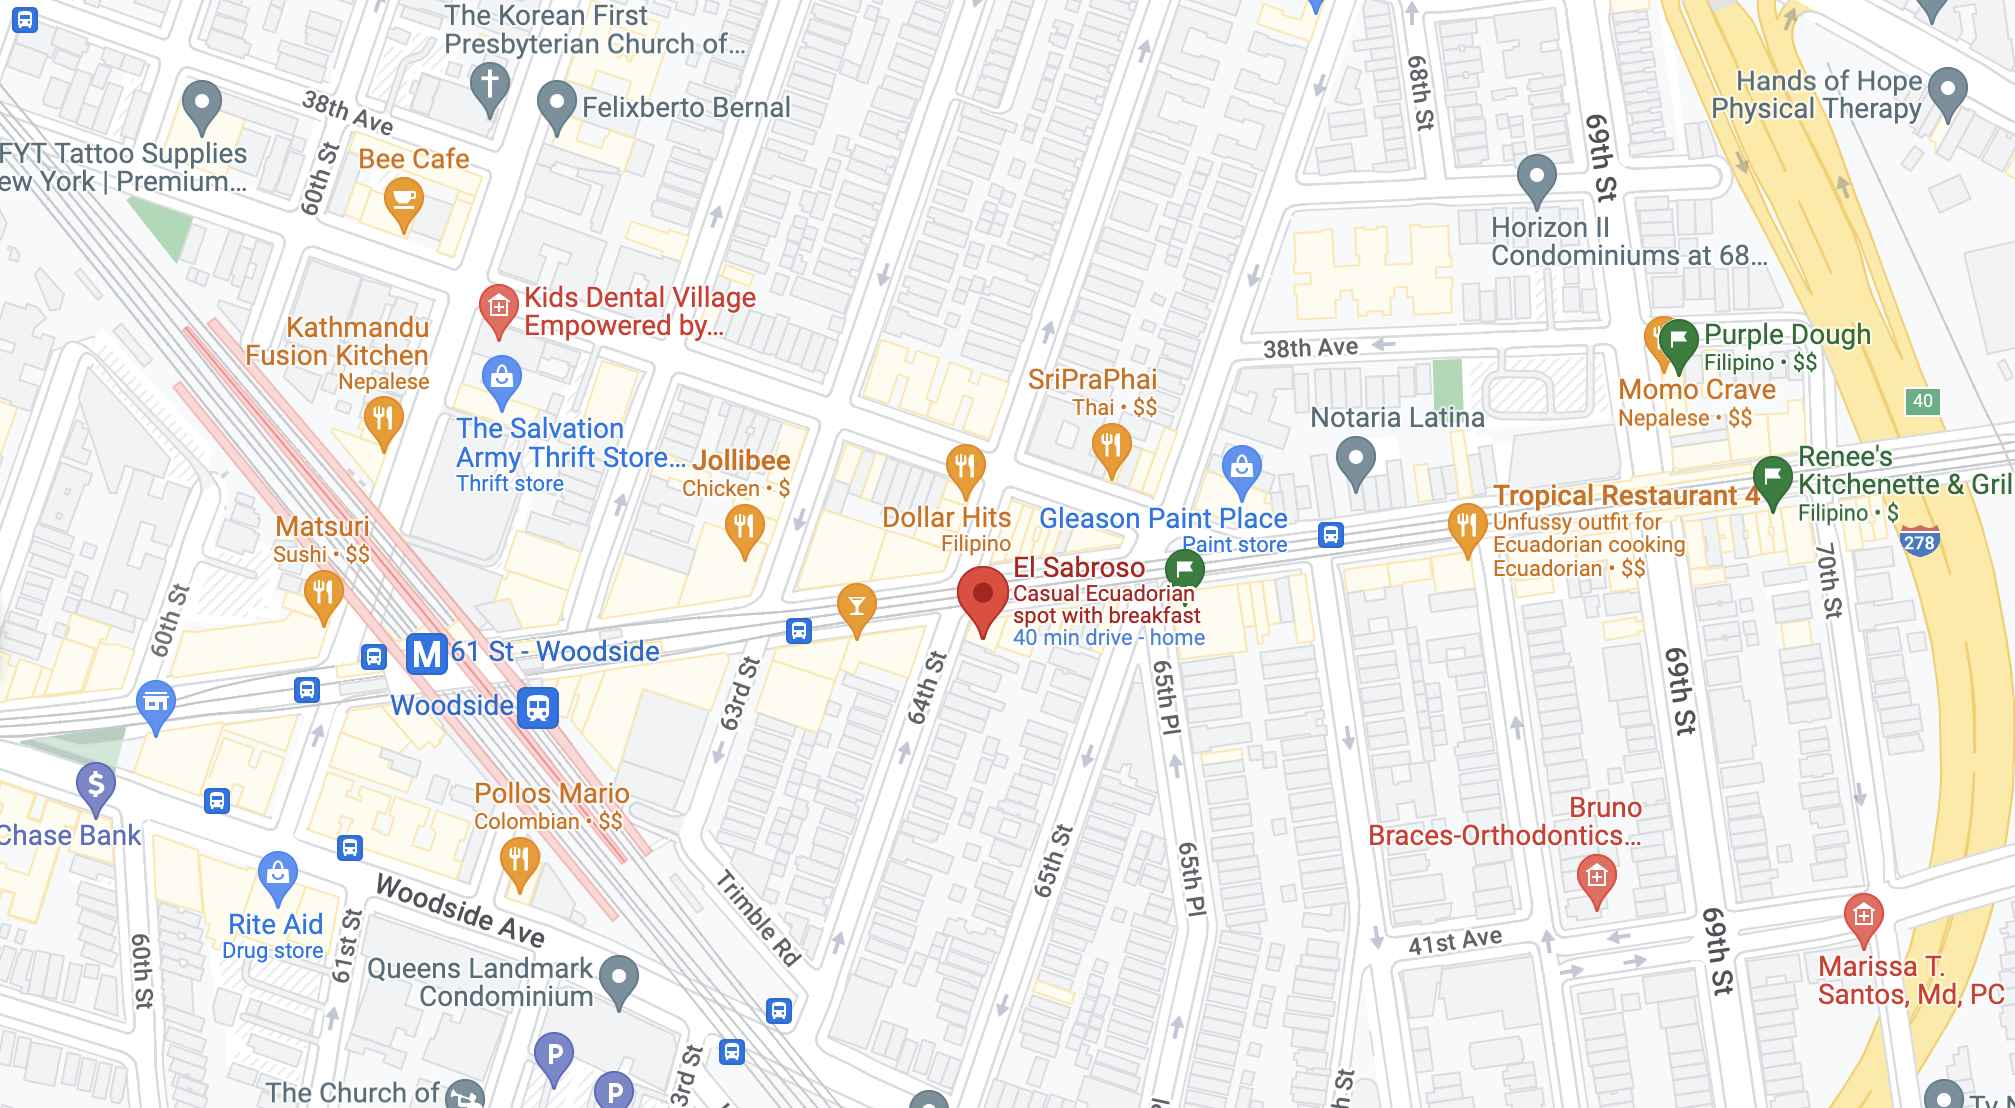 The Korean First
Presbyterian Church of...
38th Ave
Felixberto Bernal
FYT Tattoo Supplies
ew York | Premium...
60th St
Bee Cafe
68th St
69th St
Hands of Hope
Physical Therapy
Horizon II
Condominiums at 68...
Kids Dental Village
Empowered by...
Kathmandu
Fusion Kitchen
Nepalese
The Salvation
Army Thrift Store...
Thrift store
Jollibee
Chicken • $
SriPraPhai
Thai • $$
38th Ave
Notaria Latina
Purple Dough
Filipino • $$
Momo Crave
Nepalese • $$
40
Matsuri
Sushi • $$
Dollar Hits
Filipino
Gleason Paint Place
Paint store
Tropical Restaurant 4
Unfussy outfit for
Ecuadorian cooking
Ecuadorian • $$
Renee's
Kitchenette & Gril
Filipino • $
278
El Sabroso
Casual Ecuadorian
spot with breakfast
40 min drive - home
60th St
M
61 St - Woodside
Woodside
63rd St
64th St
65th Pl
69th St
70th St
$
Chase Bank
Pollos Mario
Colombian • $$
Rite Aid
Drug store
Woodside Ave
61st St
60th St
Trimble Rd
65th St
65th Pl
Bruno
Braces-Orthodontics...
41st Ave
69th St
Marissa T.
Santos, Md, PC
Queens Landmark
Condominium
P
P
The Church of
3rd St
h St
Pl
Ty N